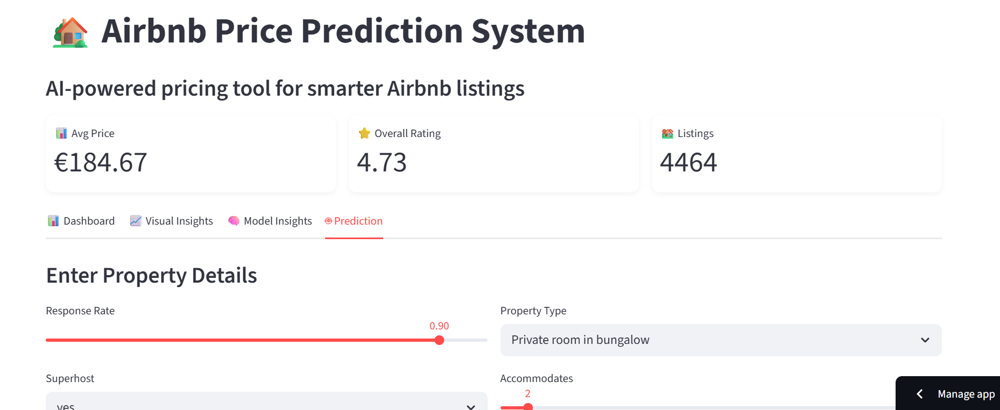 Airbnb Price Prediction System
AI-powered pricing tool for smarter Airbnb listings
Avg Price
€184.67
Overall Rating
4.73
Listings
4464
Dashboard
Visual Insights
Model Insights
Prediction
Enter Property Details
Response Rate
0.90
Property Type
Private room in bungalow
Superhost
yes
Accommodates
2
Manage app